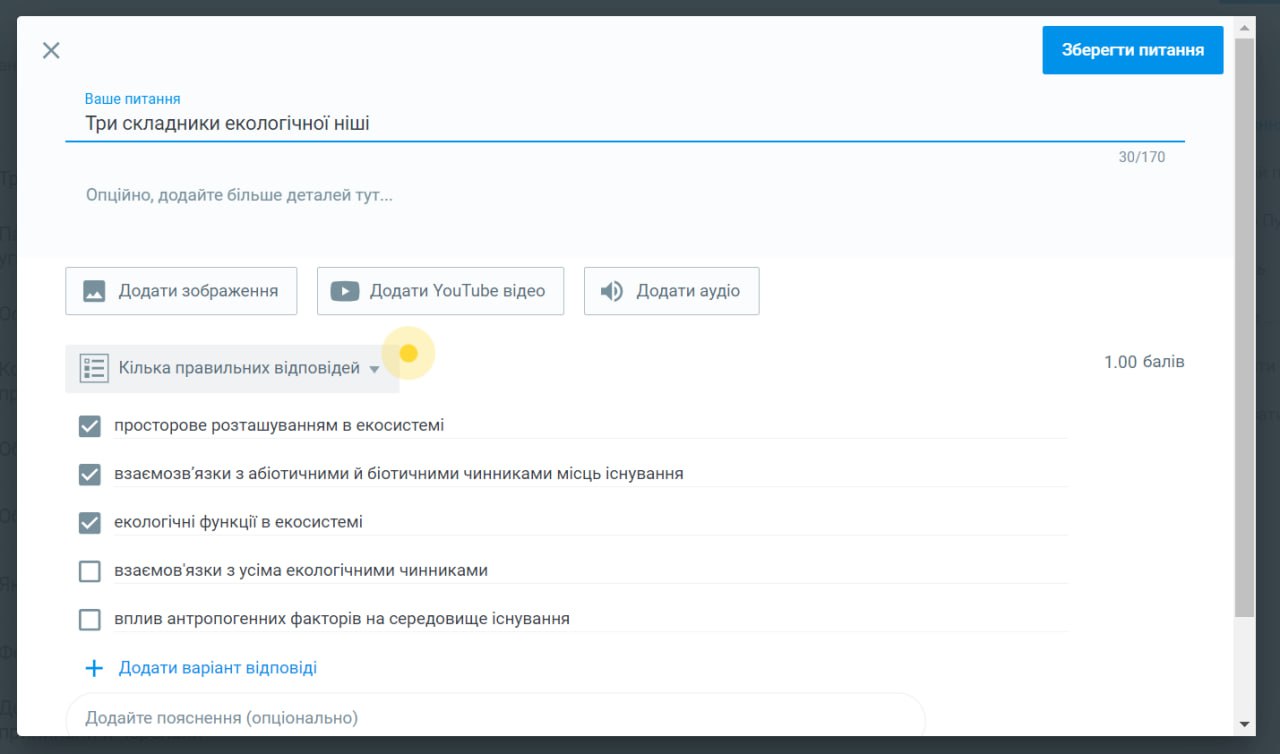 Зберегти питання
Ваше питання
Три складники екологічної ніші
30/170
Опційно, додайте більше деталей тут...
Додати зображення
Додати YouTube відео
Додати аудіо
Кілька правильних відповідей
1.00 балів
просторове розташуванням в екосистемі
взаємозв'язки з абіотичними й біотичними чинниками місць існування
екологічні функції в екосистемі
взаємов'язки з усіма екологічними чинниками
вплив антропогенних факторів на середовище існування
Додати варіант відповіді
Додайте пояснення (опціонально)